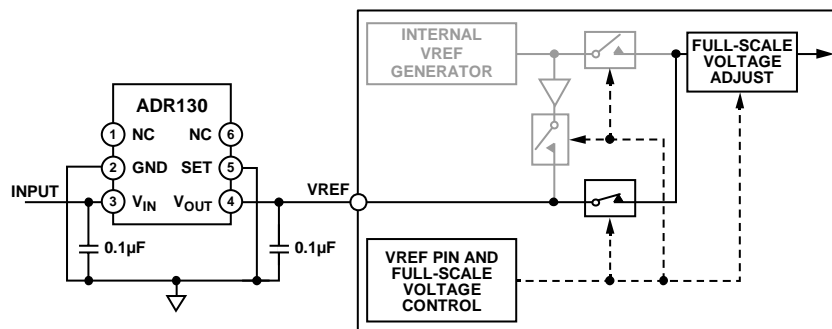 INTERNAL
VREF
GENERATOR
FULL-SCALE
VOLTAGE
ADJUST
ADR130
1 NC NC 6
2 GND SET 5
INPUT
3 VIN VOUT 4
VREF
0.1µF
0.1µF
VREF PIN AND
FULL-SCALE
VOLTAGE
CONTROL